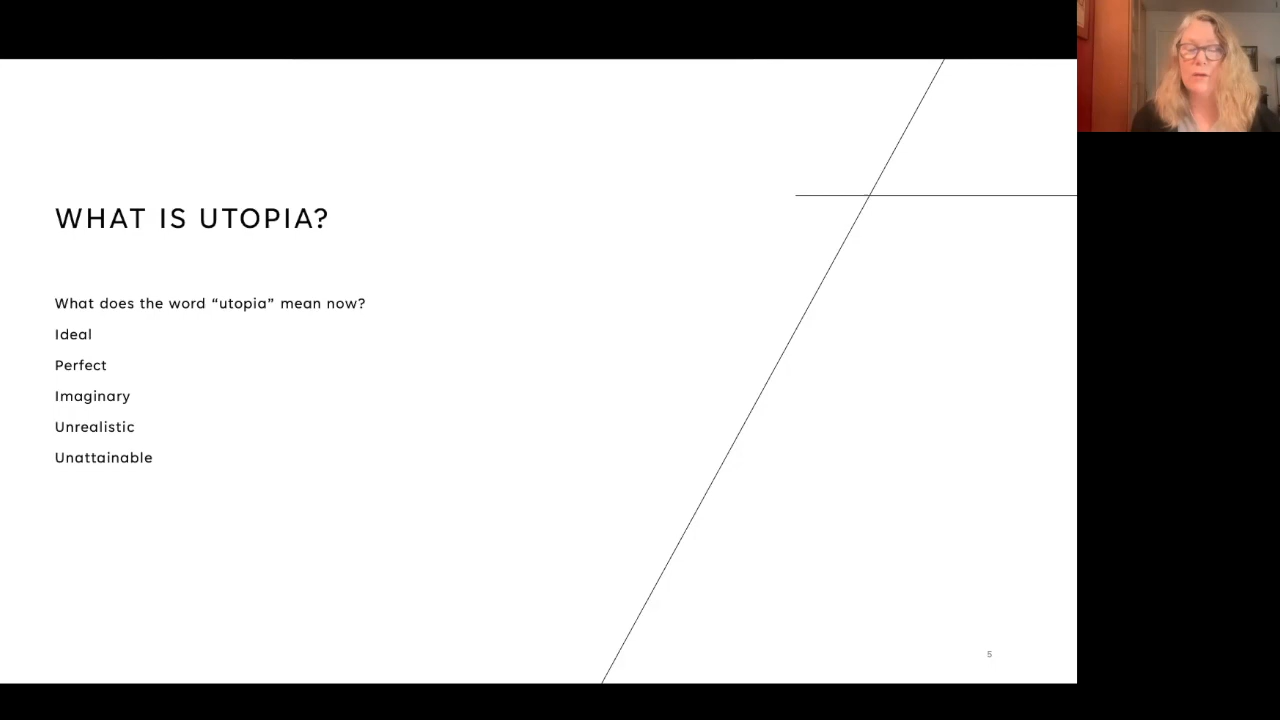 WHAT IS UTOPIA?
What does the word “utopia” mean now?
Ideal
Perfect
Imaginary
Unrealistic
Unattainable
5